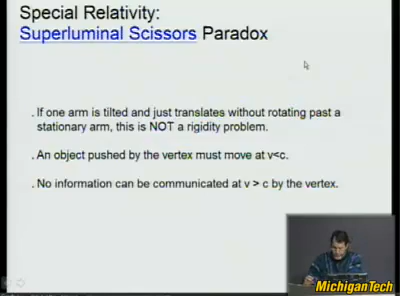 Special Relativity:
Superluminal Scissors Paradox
. If one arm is tilted and just translates without rotating past a
stationary arm, this is NOT a rigidity problem.
. An object pushed by the vertex must move at v<c.
. No information can be communicated at v > c by the vertex.
MichiganTech